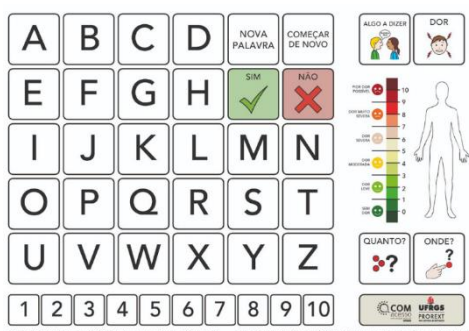 A B C D NOVA PALAVRA COMEÇAR DE NOVO
E F G H SIM NÃO
I J K L M N
O P Q R S T
U V W X Y Z
1 2 3 4 5 6 7 8 9 10
ALGO A DIZER DOR
10
9
8
7
6
5
4
3
2
1
0
QUANTO? ONDE?
?
?
COM UFRGS
PROREXT